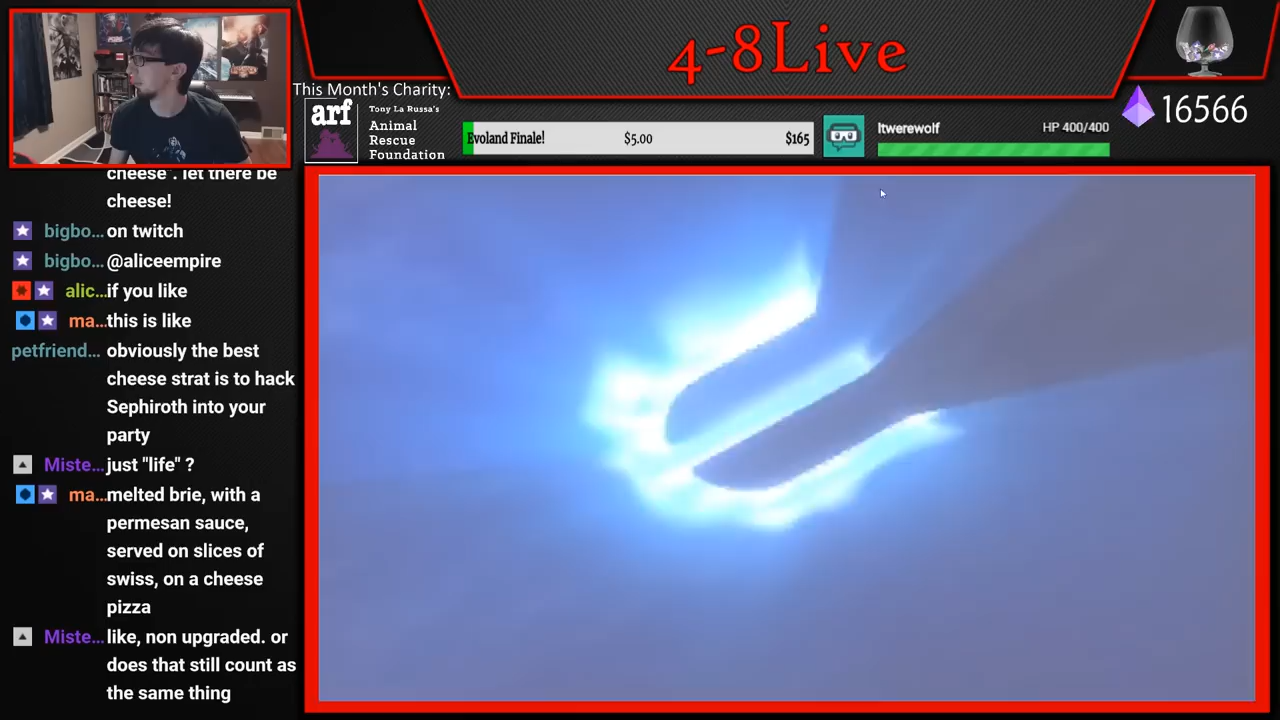 4-8Live
This Month's Charity:
arf
Tony La Russa's
Animal
Rescue
Foundation
Evoland Finale! $5.00 $165
ltwerewolf HP 400/400
16566
cheese". let there be
cheese!
bigbo... on twitch
bigbo... @aliceempire
alic... if you like
ma... this is like
petfriend... obviously the best
cheese strat is to hack
Sephiroth into your
party
Miste... just "life" ?
ma... melted brie, with a
permesan sauce,
served on slices of
swiss, on a cheese
pizza
Miste... like, non upgraded. or
does that still count as
the same thing